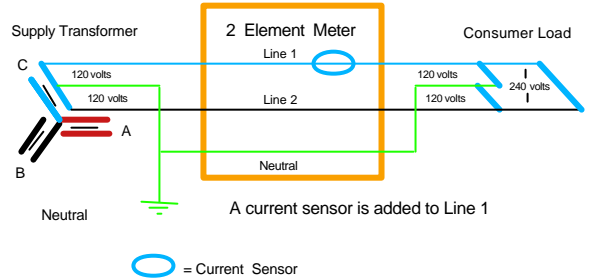 Supply Transformer
2 Element Meter
Consumer Load
Line 1
C
120 volts
120 volts
240 volts
120 volts
Line 2
120 volts
A
B
Neutral
Neutral
A current sensor is added to Line 1
= Current Sensor